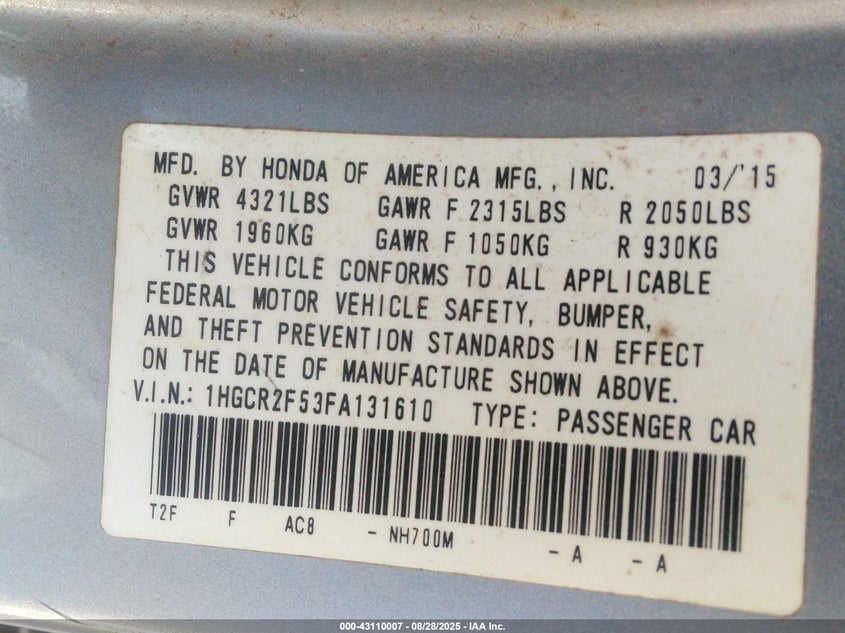 MFD. BY HONDA OF AMERICA MFG., INC. 03/'15
GVWR 4321LBS GAWR F 2315LBS R 2050LBS
GVWR 1960KG GAWR F 1050KG R 930KG
THIS VEHICLE CONFORMS TO ALL APPLICABLE
FEDERAL MOTOR VEHICLE SAFETY, BUMPER,
AND THEFT PREVENTION STANDARDS IN EFFECT
ON THE DATE OF MANUFACTURE SHOWN ABOVE.
V.I.N.: 1HGCR2F53FA131610 TYPE: PASSENGER CAR
T2F F AC8 - NH700M - A - A
000-43110007 - 08/28/2025 - IAA Inc.